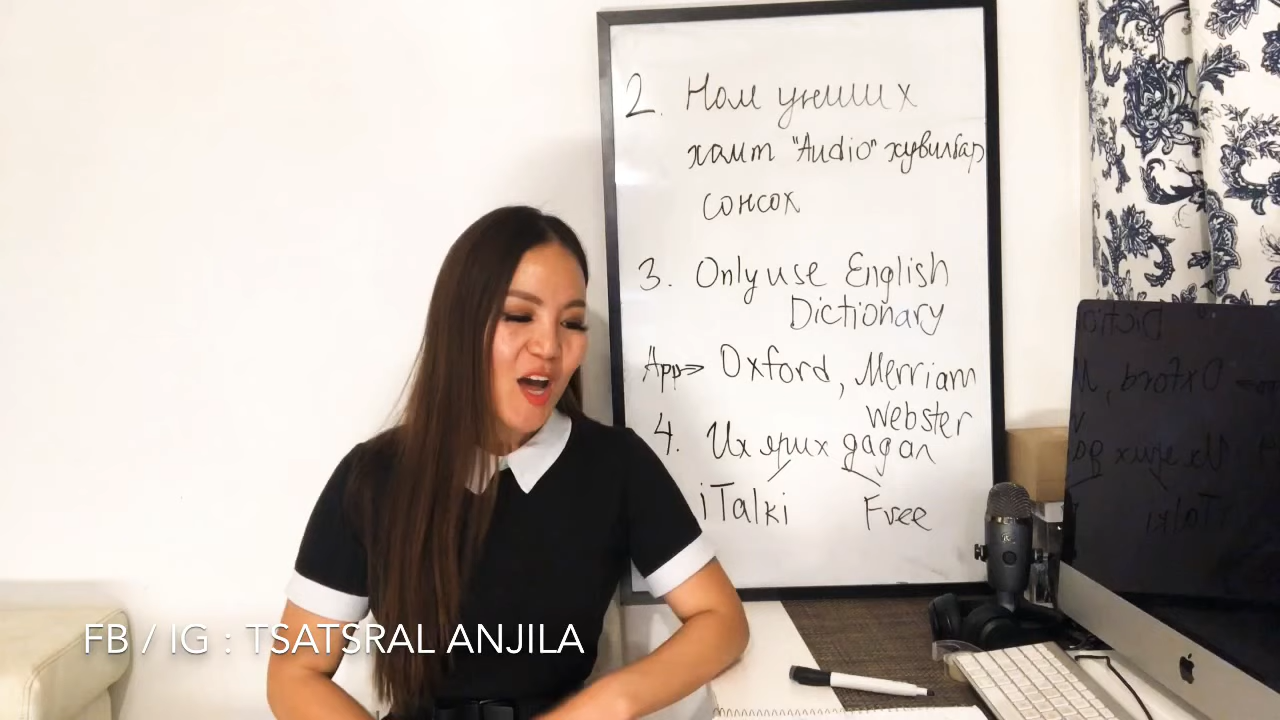 2. Ном унших
хамт "Audio" хувилбар
сонсох
3. Only use English
Dictionary
App⇒ Oxford, Merriam
Webster
4. Их ярих дадал
iTalki Free
FB / IG : TSATSRAL ANJILA